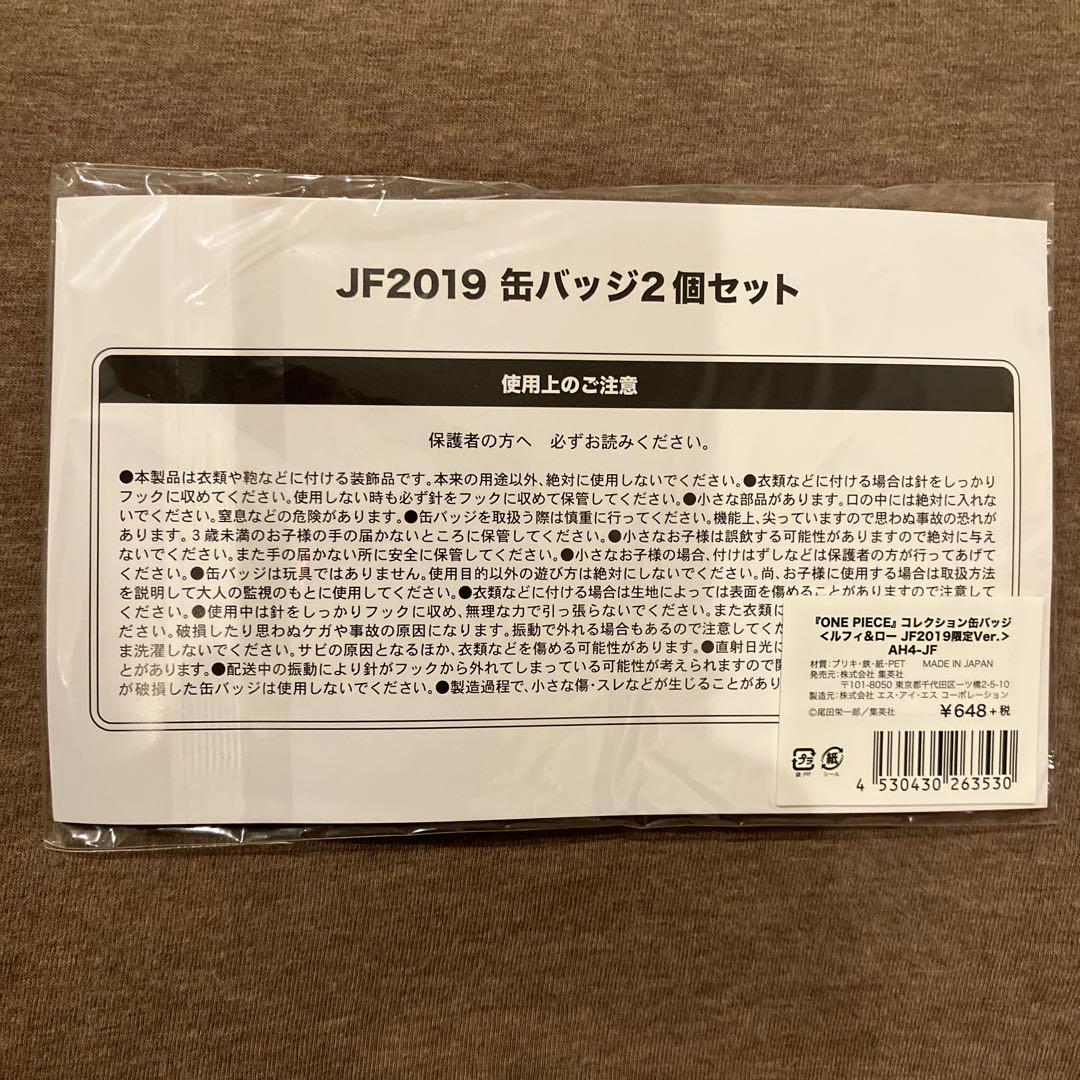 JF2019 缶バッジ2個セット
使用上のご注意
保護者の方へ　必ずお読みください。
●本製品は衣類や鞄などに付ける装飾品です。本来の用途以外、絶対に使用しないでください。●衣類などに付ける場合は針をしっかり
フックに収めてください。使用しない時も必ず針をフックに収めて保管してください。●小さな部品があります。口の中には絶対に入れな
いでください。窒息などの危険があります。●缶バッジを取扱う際は慎重に行ってください。機能上、尖っていますので思わぬ事故の恐れが
あります。3歳未満のお子様の手の届かないところに保管してください。●小さなお子様は誤飲する可能性がありますので絶対に与え
ないでください。また手の届かない所に安全に保管してください。●小さなお子様の場合、付けはずしなどは保護者の方が行ってあげて
ください。●缶バッジは玩具ではありません。使用目的以外の遊び方は絶対にしないでください。尚、お子様に使用する場合は取扱方法
を説明して大人の監視のもとに使用してください。●衣類などに付ける場合は生地によっては表面を傷めることがありますので注意して
ください。●使用中は針をしっかりフックに収め、無理な力で引っ張らないでください。また衣類に
ださい。破損したり思わぬケガや事故の原因になります。振動で外れる場合もあるので注意してくだ
ま洗濯しないでください。サビの原因となるほか、衣類などを傷める可能性があります。●直射日光に
とがあります。●配送中の振動により針がフックから外れてしまっている可能性が考えられますので
が破損した缶バッジは使用しないでください。●製造過程で、小さな傷・スレなどが生じることがあり
『ONE PIECE』コレクション缶バッジ
＜ルフィ&ロー JF2019限定Ver.＞
AH4-JF
材質：ブリキ・鉄・紙・PET　MADE IN JAPAN
発売元：株式会社 集英社
〒101-8050 東京都千代田区一ツ橋2-5-10
製造元：株式会社 エス・アイ・エス コーポレーション
©尾田栄一郎／集英社　¥648+税
プラ 紙
袋:PP シール
4 530430 263530